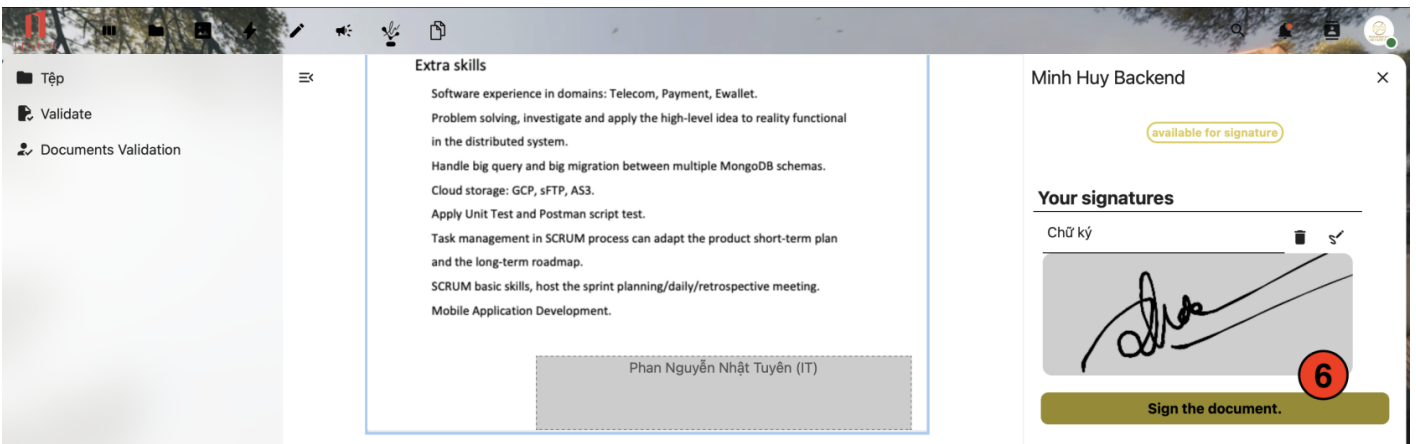 Tệp
Validate
Documents Validation
Extra skills
Software experience in domains: Telecom, Payment, Ewallet.
Problem solving, investigate and apply the high-level idea to reality functional
in the distributed system.
Handle big query and big migration between multiple MongoDB schemas.
Cloud storage: GCP, sFTP, AS3.
Apply Unit Test and Postman script test.
Task management in SCRUM process can adapt the product short-term plan
and the long-term roadmap.
SCRUM basic skills, host the sprint planning/daily/retrospective meeting.
Mobile Application Development.
Phan Nguyễn Nhật Tuyên (IT)
Minh Huy Backend
available for signature
Your signatures
Chữ ký
6
Sign the document.